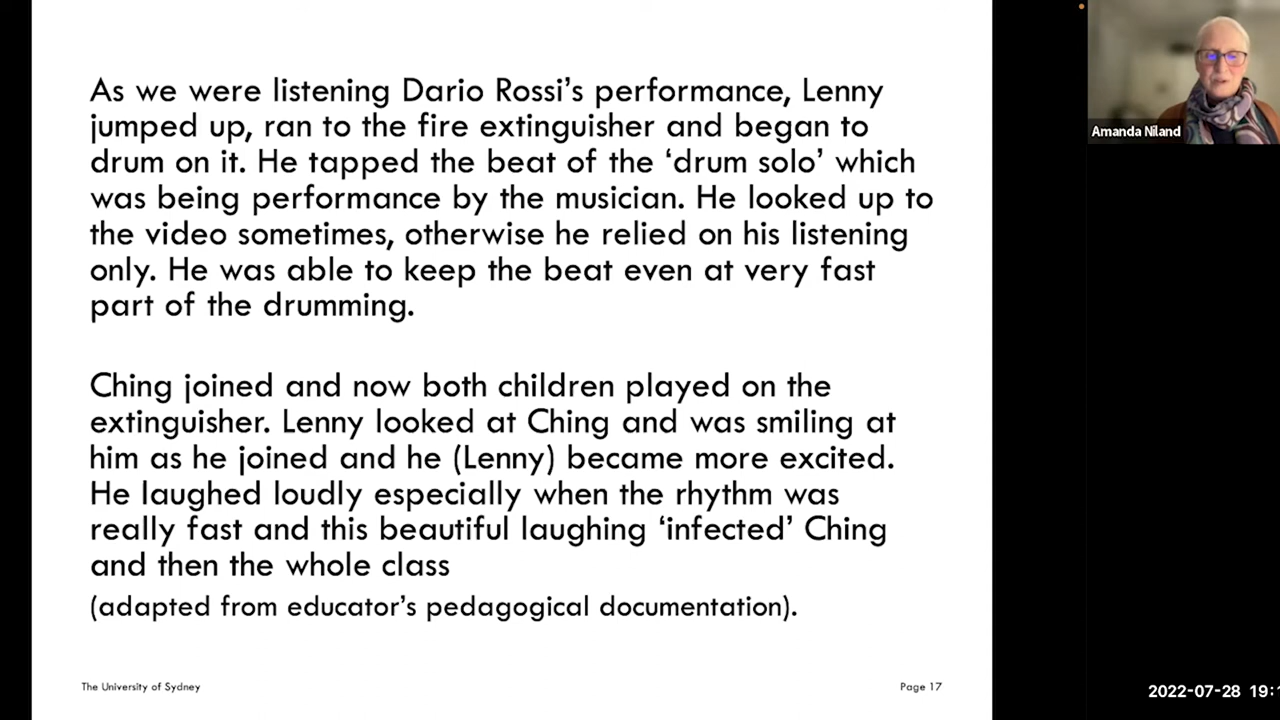 As we were listening Dario Rossi's performance, Lenny
jumped up, ran to the fire extinguisher and began to
drum on it. He tapped the beat of the ‘drum solo’ which
was being performance by the musician. He looked up to
the video sometimes, otherwise he relied on his listening
only. He was able to keep the beat even at very fast
part of the drumming.
Ching joined and now both children played on the
extinguisher. Lenny looked at Ching and was smiling at
him as he joined and he (Lenny) became more excited.
He laughed loudly especially when the rhythm was
really fast and this beautiful laughing ‘infected’ Ching
and then the whole class
(adapted from educator's pedagogical documentation).
The University of Sydney
Page 17
Amanda Niland
2022-07-28 19:1